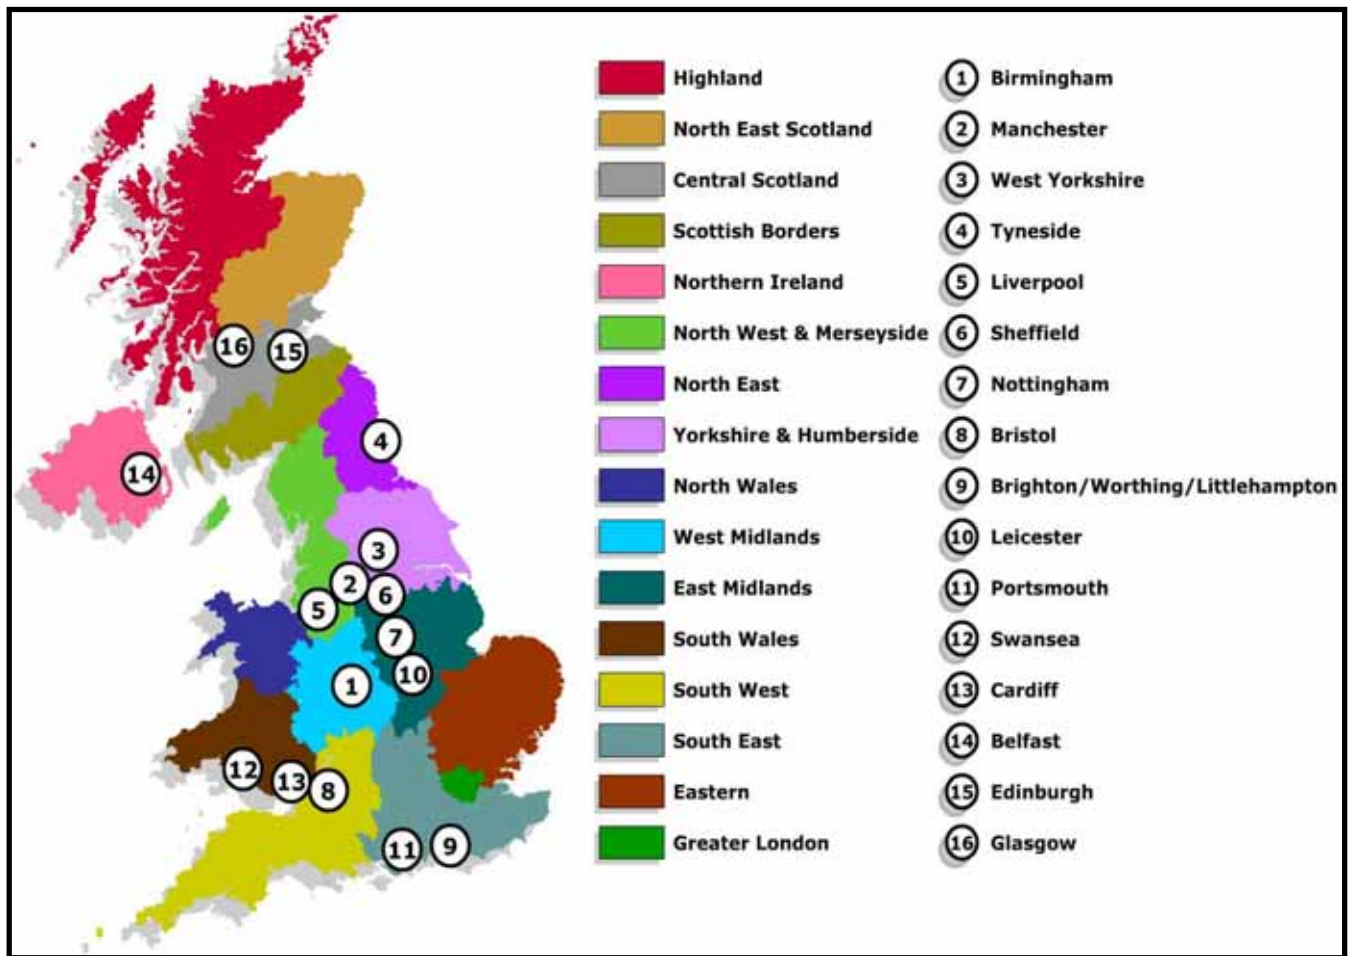 Highland
North East Scotland
Central Scotland
Scottish Borders
Northern Ireland
North West & Merseyside
North East
Yorkshire & Humberside
North Wales
West Midlands
East Midlands
South Wales
South West
South East
Eastern
Greater London
1 Birmingham
2 Manchester
3 West Yorkshire
4 Tyneside
5 Liverpool
6 Sheffield
7 Nottingham
8 Bristol
9 Brighton/Worthing/Littlehampton
10 Leicester
11 Portsmouth
12 Swansea
13 Cardiff
14 Belfast
15 Edinburgh
16 Glasgow
16
15
4
14
3
2
6
5
7
10
1
12
13
8
11
9